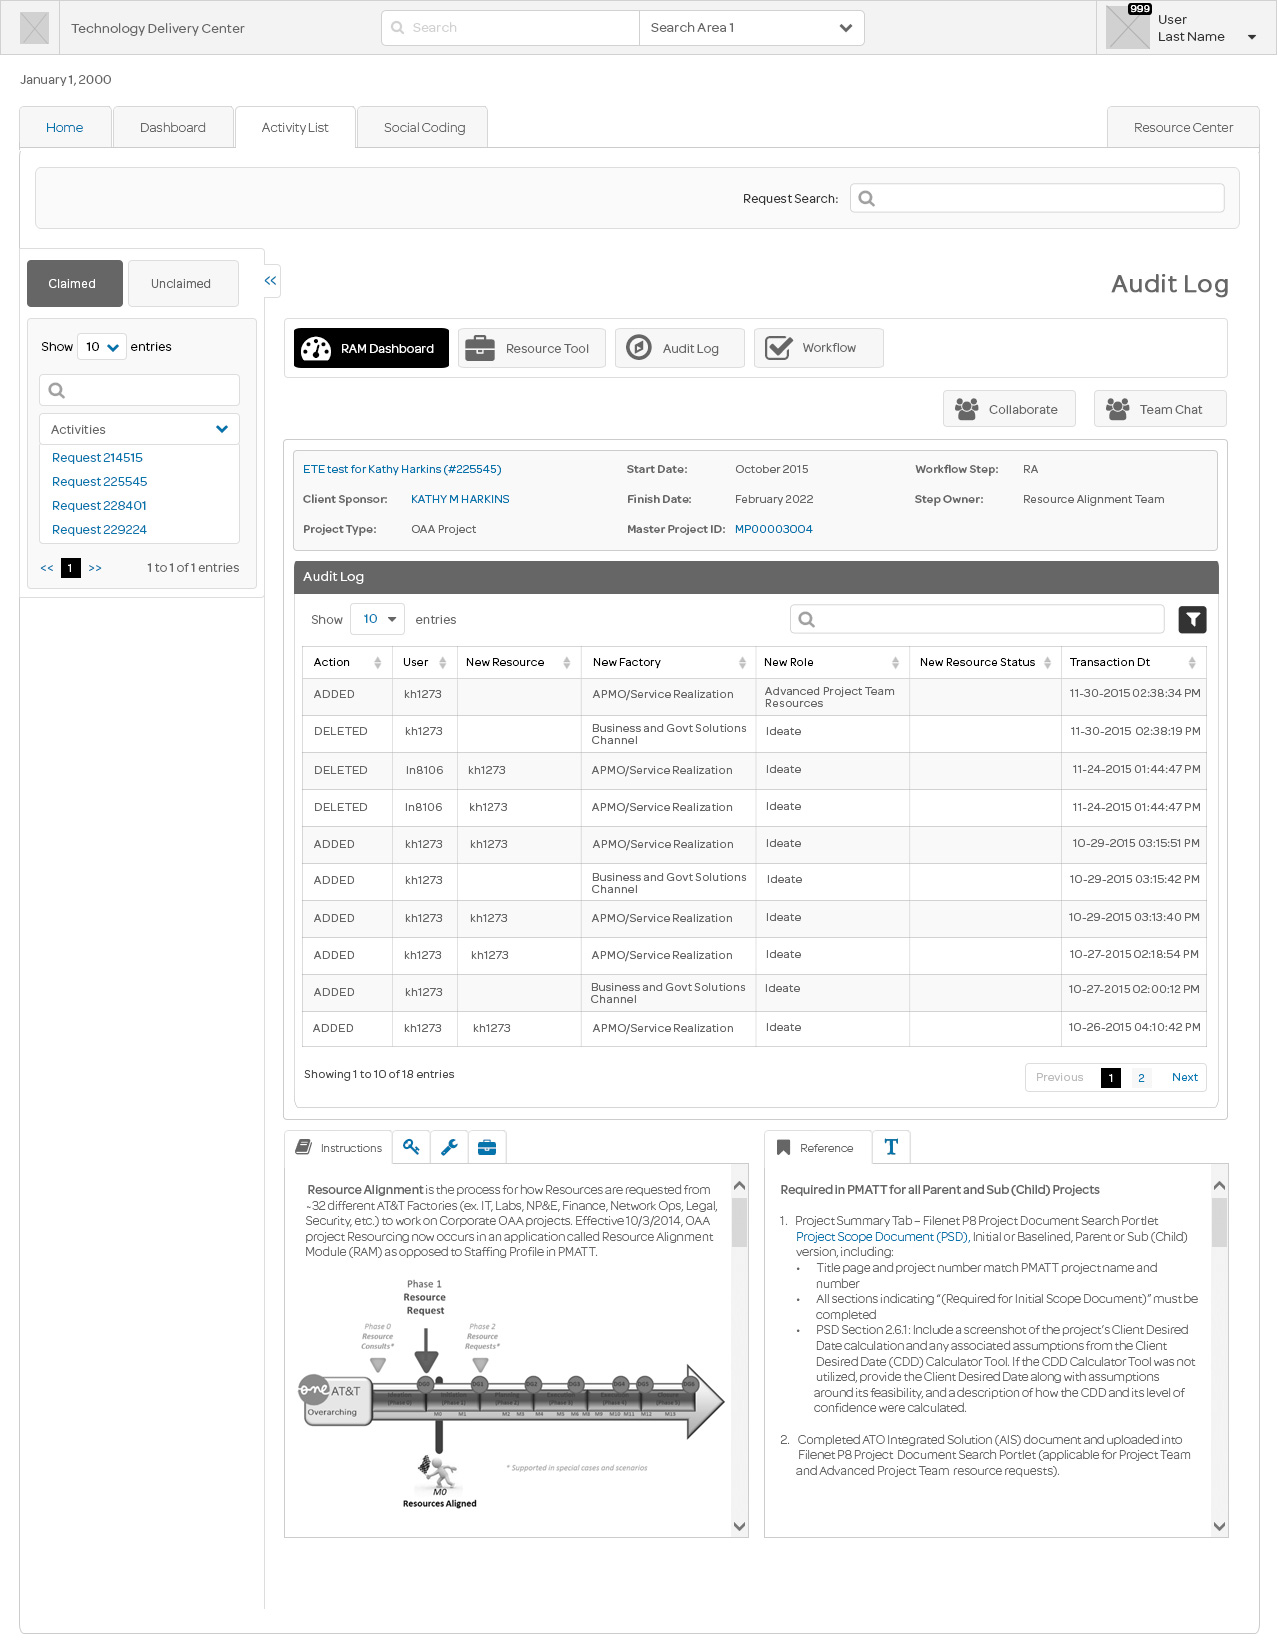 Technology Delivery Center
Search
Search Area 1
999
User
Last Name
January 1, 2000
Home
Dashboard
Activity List
Social Coding
Resource Center
Request Search:
Claimed
Unclaimed
<<
Audit Log
Show 10 entries
Activities
Request 214515
Request 225545
Request 228401
Request 229224
<< 1 >> 1 to 1 of 1 entries
RAM Dashboard
Resource Tool
Audit Log
Workflow
Collaborate
Team Chat
ETE test for Kathy Harkins (#225545) Start Date: October 2015 Workflow Step: RA
Client Sponsor: KATHY M HARKINS Finish Date: February 2022 Step Owner: Resource Alignment Team
Project Type: OAA Project Master Project ID: MP00003004
Audit Log
Show 10 entries
Action User New Resource New Factory New Role New Resource Status Transaction Dt
ADDED kh1273 APMO/Service Realization Advanced Project Team Resources 11-30-2015 02:38:34 PM
DELETED kh1273 Business and Govt Solutions Channel Ideate 11-30-2015 02:38:19 PM
DELETED ln8106 kh1273 APMO/Service Realization Ideate 11-24-2015 01:44:47 PM
DELETED ln8106 kh1273 APMO/Service Realization Ideate 11-24-2015 01:44:47 PM
ADDED kh1273 kh1273 APMO/Service Realization Ideate 10-29-2015 03:15:51 PM
ADDED kh1273 Business and Govt Solutions Channel Ideate 10-29-2015 03:15:42 PM
ADDED kh1273 kh1273 APMO/Service Realization Ideate 10-29-2015 03:13:40 PM
ADDED kh1273 kh1273 APMO/Service Realization Ideate 10-27-2015 02:18:54 PM
ADDED kh1273 Business and Govt Solutions Channel Ideate 10-27-2015 02:00:12 PM
ADDED kh1273 kh1273 APMO/Service Realization Ideate 10-26-2015 04:10:42 PM
Showing 1 to 10 of 18 entries
Previous 1 2 Next
Instructions
Resource Alignment is the process for how Resources are requested from
~32 different AT&T Factories (ex. IT, Labs, NP&E, Finance, Network Ops, Legal,
Security, etc.) to work on Corporate OAA projects. Effective 10/3/2014, OAA
project Resourcing now occurs in an application called Resource Alignment
Module (RAM) as opposed to Staffing Profile in PMATT.
Phase 1
Resource
Request
Phase 0
Resource
Consults*
Phase 2
Resource
Requests*
one AT&T
Overarching
* Supported in special cases and scenarios
M0
Resources Aligned
Reference
T
Required in PMATT for all Parent and Sub (Child) Projects
1. Project Summary Tab – Filenet P8 Project Document Search Portlet
Project Scope Document (PSD), Initial or Baselined, Parent or Sub (Child)
version, including:
• Title page and project number match PMATT project name and
number
• All sections indicating “(Required for Initial Scope Document)” must be
completed
• PSD Section 2.6.1: Include a screenshot of the project’s Client Desired
Date calculation and any associated assumptions from the Client
Desired Date (CDD) Calculator Tool. If the CDD Calculator Tool was not
utilized, provide the Client Desired Date along with assumptions
around its feasibility, and a description of how the CDD and its level of
confidence were calculated.
2. Completed ATO Integrated Solution (AIS) document and uploaded into
Filenet P8 Project Document Search Portlet (applicable for Project Team
and Advanced Project Team resource requests).